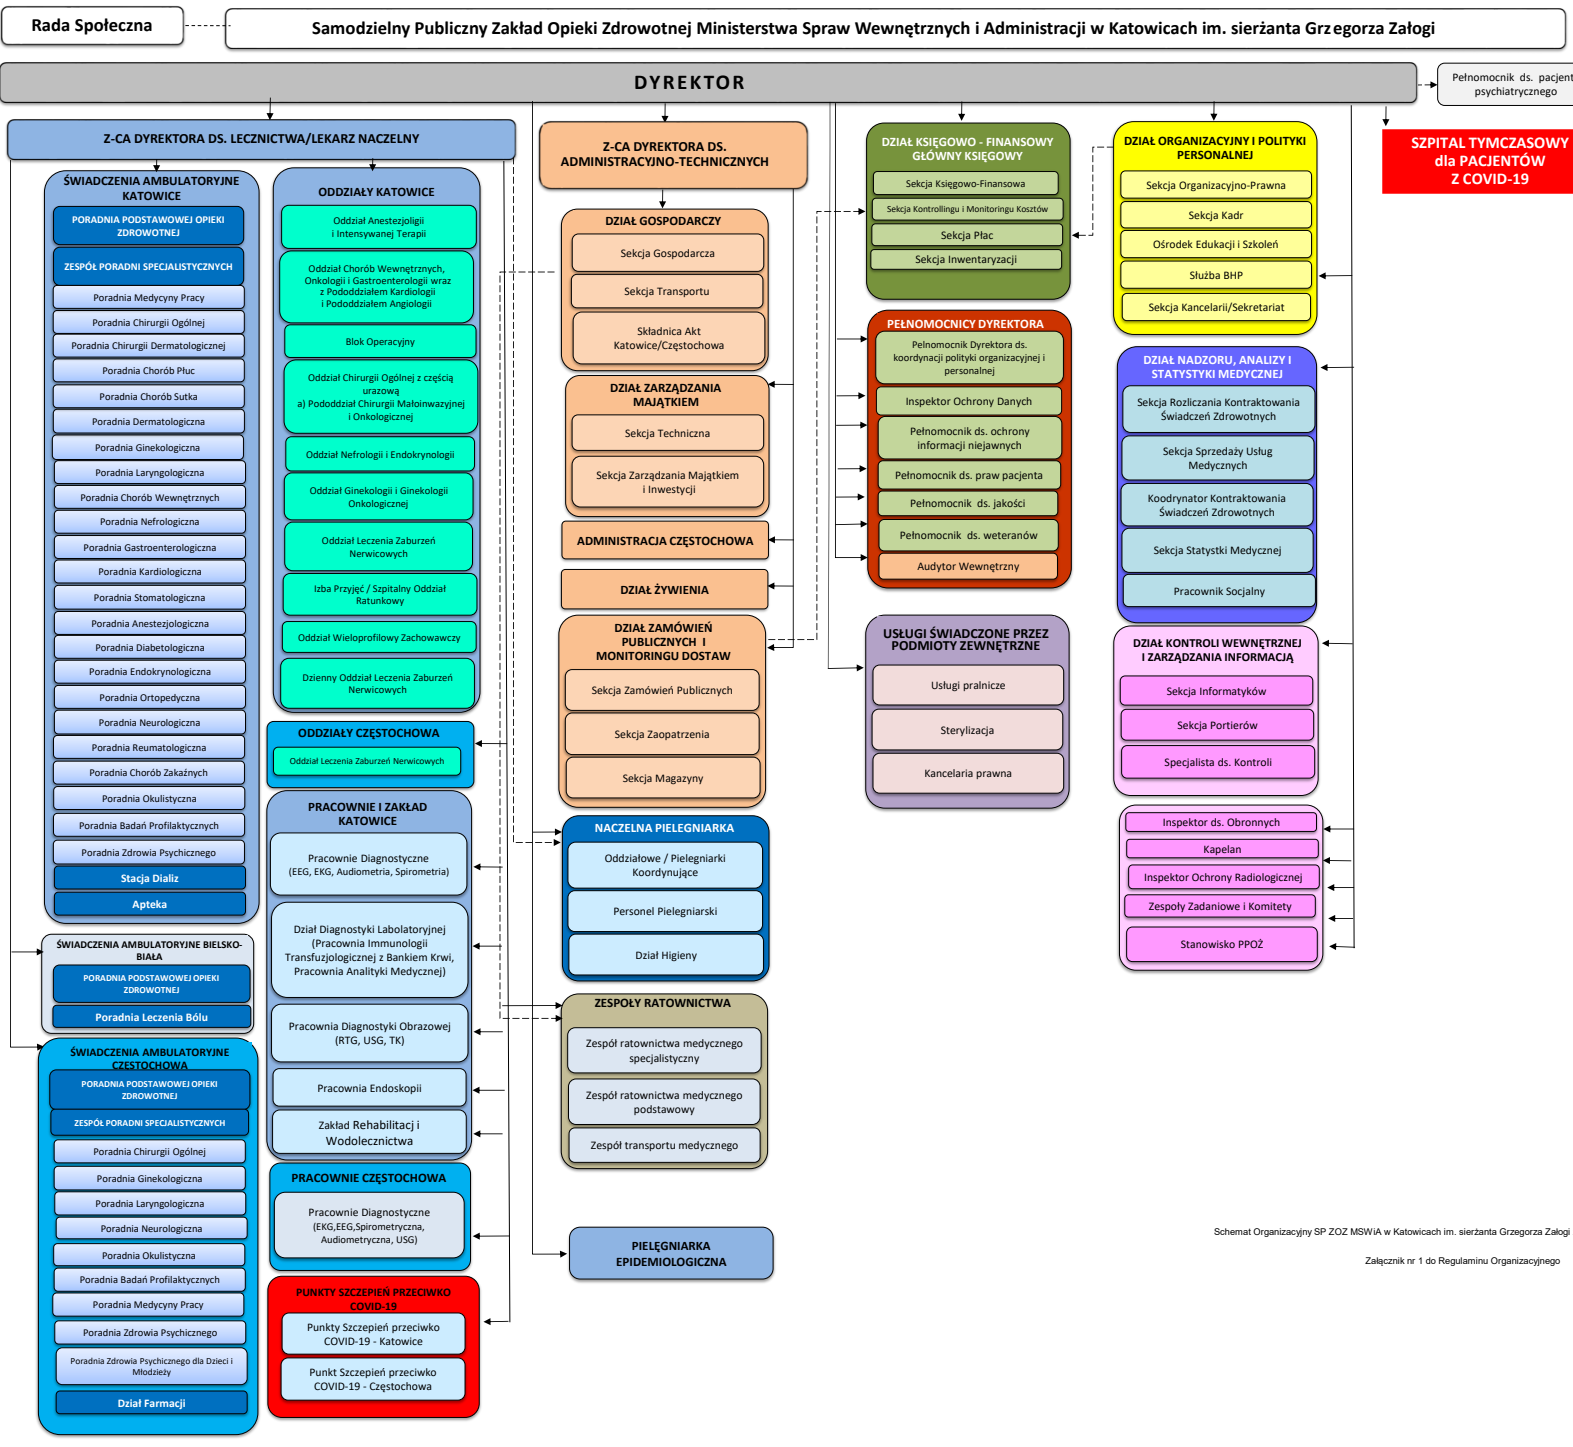 Rada Społeczna
Samodzielny Publiczny Zakład Opieki Zdrowotnej Ministerstwa Spraw Wewnętrznych i Administracji w Katowicach im. sierżanta Grzegorza Załogi
DYREKTOR
Pełnomocnik ds. pacjent
psychiatrycznego
Z-CA DYREKTORA DS. LECZNICTWA/LEKARZ NACZELNY
ŚWIADCZENIA AMBULATORYJNE
KATOWICE
PORADNIA PODSTAWOWEJ OPIEKI
ZDROWOTNEJ
ZESPÓŁ PORADNI SPECJALISTYCZNYCH
Poradnia Medycyny Pracy
Poradnia Chirurgii Ogólnej
Poradnia Chirurgii Dermatologicznej
Poradnia Chorób Płuc
Poradnia Chorób Sutka
Poradnia Dermatologiczna
Poradnia Ginekologiczna
Poradnia Laryngologiczna
Poradnia Chorób Wewnętrznych
Poradnia Nefrologiczna
Poradnia Gastroenterologiczna
Poradnia Kardiologiczna
Poradnia Stomatologiczna
Poradnia Anestezjologiczna
Poradnia Diabetologiczna
Poradnia Endokrynologiczna
Poradnia Ortopedyczna
Poradnia Neurologiczna
Poradnia Reumatologiczna
Poradnia Chorób Zakaźnych
Poradnia Okulistyczna
Poradnia Badań Profilaktycznych
Poradnia Zdrowia Psychicznego
Stacja Dializ
Apteka
ŚWIADCZENIA AMBULATORYJNE BIELSKO-
BIAŁA
PORADNIA PODSTAWOWEJ OPIEKI
ZDROWOTNEJ
Poradnia Leczenia Bólu
ŚWIADCZENIA AMBULATORYJNE
CZĘSTOCHOWA
PORADNIA PODSTAWOWEJ OPIEKI
ZDROWOTNEJ
ZESPÓŁ PORADNI SPECJALISTYCZNYCH
Poradnia Chirurgii Ogólnej
Poradnia Ginekologiczna
Poradnia Laryngologiczna
Poradnia Neurologiczna
Poradnia Okulistyczna
Poradnia Badań Profilaktycznych
Poradnia Medycyny Pracy
Poradnia Zdrowia Psychicznego
Poradnia Zdrowia Psychicznego dla Dzieci i
Młodzieży
Dział Farmacji
ODDZIAŁY KATOWICE
Oddział Anestezjoligii
i Intensywanej Terapii
Oddział Chorób Wewnętrznych,
Onkologii i Gastroenterologii wraz
z Pododdziałem Kardiologii
i Pododdziałem Angiologii
Blok Operacyjny
Oddział Chirurgii Ogólnej z częścią
urazową
a) Pododdział Chirurgii Małoinwazyjnej
i Onkologicznej
Oddział Nefrologii i Endokrynologii
Oddział Ginekologii i Ginekologii
Onkologicznej
Oddział Leczenia Zaburzeń
Nerwicowych
Izba Przyjęć / Szpitalny Oddział
Ratunkowy
Oddział Wieloprofilowy Zachowawczy
Dzienny Oddział Leczenia Zaburzeń
Nerwicowych
ODDZIAŁY CZĘSTOCHOWA
Oddział Leczenia Zaburzeń Nerwicowych
PRACOWNIE I ZAKŁAD
KATOWICE
Pracownie Diagnostyczne
(EEG, EKG, Audiometria, Spirometria)
Dział Diagnostyki Labolatoryjnej
(Pracownia Immunologii
Transfuzjologicznej z Bankiem Krwi,
Pracownia Analityki Medycznej)
Pracownia Diagnostyki Obrazowej
(RTG, USG, TK)
Pracownia Endoskopii
Zakład Rehabilitacj i
Wodolecznictwa
PRACOWNIE CZĘSTOCHOWA
Pracownie Diagnostyczne
(EKG,EEG,Spirometryczna,
Audiometryczna, USG)
PUNKTY SZCZEPIEŃ PRZECIWKO
COVID-19
Punkty Szczepień przeciwko
COVID-19 - Katowice
Punkt Szczepień przeciwko
COVID-19 - Częstochowa
Z-CA DYREKTORA DS.
ADMINISTRACYJNO-TECHNICZNYCH
DZIAŁ GOSPODARCZY
Sekcja Gospodarcza
Sekcja Transportu
Składnica Akt
Katowice/Częstochowa
DZIAŁ ZARZĄDZANIA
MAJĄTKIEM
Sekcja Techniczna
Sekcja Zarządzania Majątkiem
i Inwestycji
ADMINISTRACJA CZĘSTOCHOWA
DZIAŁ ŻYWIENIA
DZIAŁ ZAMÓWIEŃ
PUBLICZNYCH I
MONITORINGU DOSTAW
Sekcja Zamówień Publicznych
Sekcja Zaopatrzenia
Sekcja Magazyny
NACZELNA PIELEGNIARKA
Oddziałowe / Pielegniarki
Koordynujące
Personel Pielegniarski
Dział Higieny
ZESPOŁY RATOWNICTWA
Zespół ratownictwa medycznego
specjalistyczny
Zespół ratownictwa medycznego
podstawowy
Zespół transportu medycznego
PIELĘGNIARKA
EPIDEMIOLOGICZNA
DZIAŁ KSIĘGOWO - FINANSOWY
GŁÓWNY KSIĘGOWY
Sekcja Księgowo-Finansowa
Sekcja Kontrollingu i Monitoringu Kosztów
Sekcja Płac
Sekcja Inwentaryzacji
PEŁNOMOCNICY DYREKTORA
Pelnomocnik Dyrektora ds.
koordynacji polityki organizacyjnej i
personalnej
Inspektor Ochrony Danych
Pełnomocnik ds. ochrony
informacji niejawnych
Pełnomocnik ds. praw pacjenta
Pełnomocnik ds. jakości
Pełnomocnik ds. weteranów
Audytor Wewnętrzny
USŁUGI ŚWIADCZONE PRZEZ
PODMIOTY ZEWNĘTRZNE
Usługi pralnicze
Sterylizacja
Kancelaria prawna
DZIAŁ ORGANIZACYJNY I POLITYKI
PERSONALNEJ
Sekcja Organizacyjno-Prawna
Sekcja Kadr
Ośrodek Edukacji i Szkoleń
Służba BHP
Sekcja Kancelarii/Sekretariat
DZIAŁ NADZORU, ANALIZY I
STATYSTYKI MEDYCZNEJ
Sekcja Rozliczania Kontraktowania
Świadczeń Zdrowotnych
Sekcja Sprzedaży Usług
Medycznych
Koodrynator Kontraktowania
Świadczeń Zdrowotnych
Sekcja Statystki Medycznej
Pracownik Socjalny
DZIAŁ KONTROLI WEWNĘTRZNEJ
I ZARZĄDZANIA INFORMACJĄ
Sekcja Informatyków
Sekcja Portierów
Specjalista ds. Kontroli
Inspektor ds. Obronnych
Kapelan
Inspektor Ochrony Radiologicznej
Zespoły Zadaniowe i Komitety
Stanowisko PPOŻ
SZPITAL TYMCZASOWY
dla PACJENTÓW
Z COVID-19
Schemat Organizacyjny SP ZOZ MSWiA w Katowicach im. sierżanta Grzegorza Załogi
Załącznik nr 1 do Regulaminu Organizacyjnego